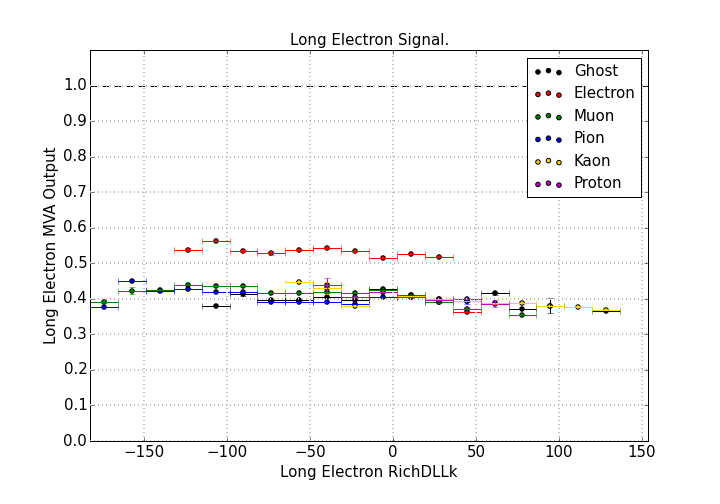 Long Electron Signal.
Ghost
Electron
Muon
Pion
Kaon
Proton
Long Electron MVA Output
1.0
0.9
0.8
0.7
0.6
0.5
0.4
0.3
0.2
0.1
0.0
−150 −100 −50 0 50 100 150
Long Electron RichDLLk